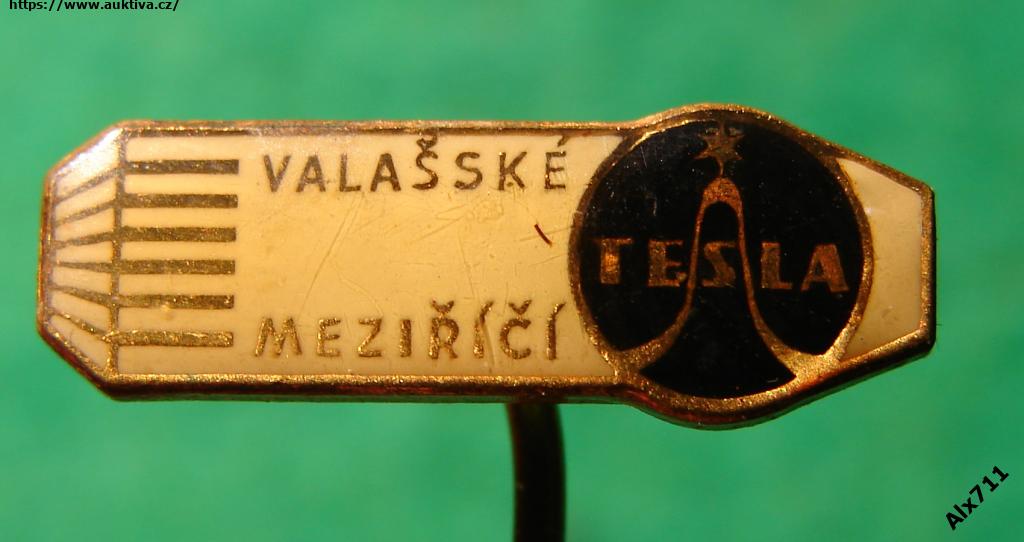 https://www.auktiva.cz/
VALAŠSKÉ
MEZIŘÍČÍ
TESLA
Alx711